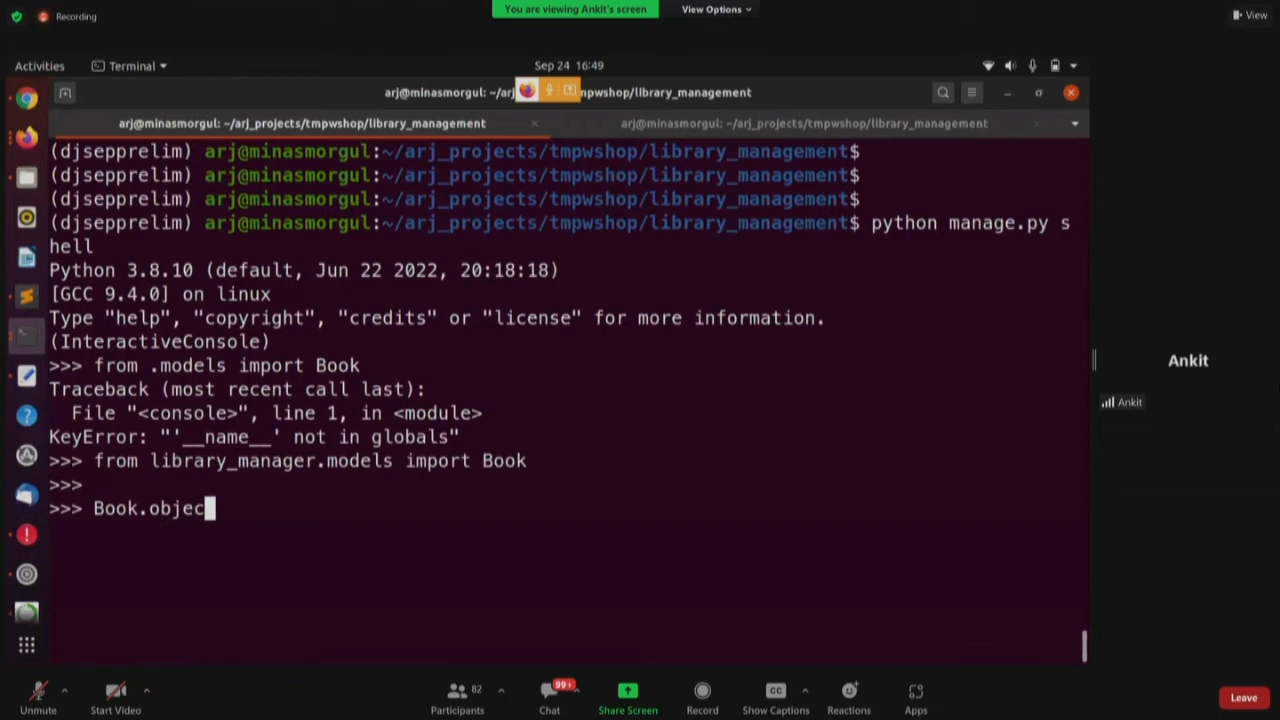 You are viewing Ankit's screen
View Options
Recording
View
Activities
Terminal
Sep 24 16:49
arj@minasmorgul: ~/arj
mpwshop/library_management
arj@minasmorgul: ~/arj_projects/tmpwshop/library_management
arj@minasmorgul: ~/arj_projects/tmpwshop/library_management
(djsepprelim) arj@minasmorgul:~/arj_projects/tmpwshop/library_management$
(djsepprelim) arj@minasmorgul:~/arj_projects/tmpwshop/library_management$
(djsepprelim) arj@minasmorgul:~/arj_projects/tmpwshop/library_management$
(djsepprelim) arj@minasmorgul:~/arj_projects/tmpwshop/library_management$ python manage.py s
hell
Python 3.8.10 (default, Jun 22 2022, 20:18:18)
[GCC 9.4.0] on linux
Type "help", "copyright", "credits" or "license" for more information.
(InteractiveConsole)
>>> from .models import Book
Traceback (most recent call last):
  File "<console>", line 1, in <module>
KeyError: "'__name__' not in globals"
>>> from library_manager.models import Book
>>>
>>> Book.objec
Ankit
Ankit
Unmute
Start Video
82
Participants
99+
Chat
Share Screen
Record
CC
Show Captions
Reactions
Apps
Leave